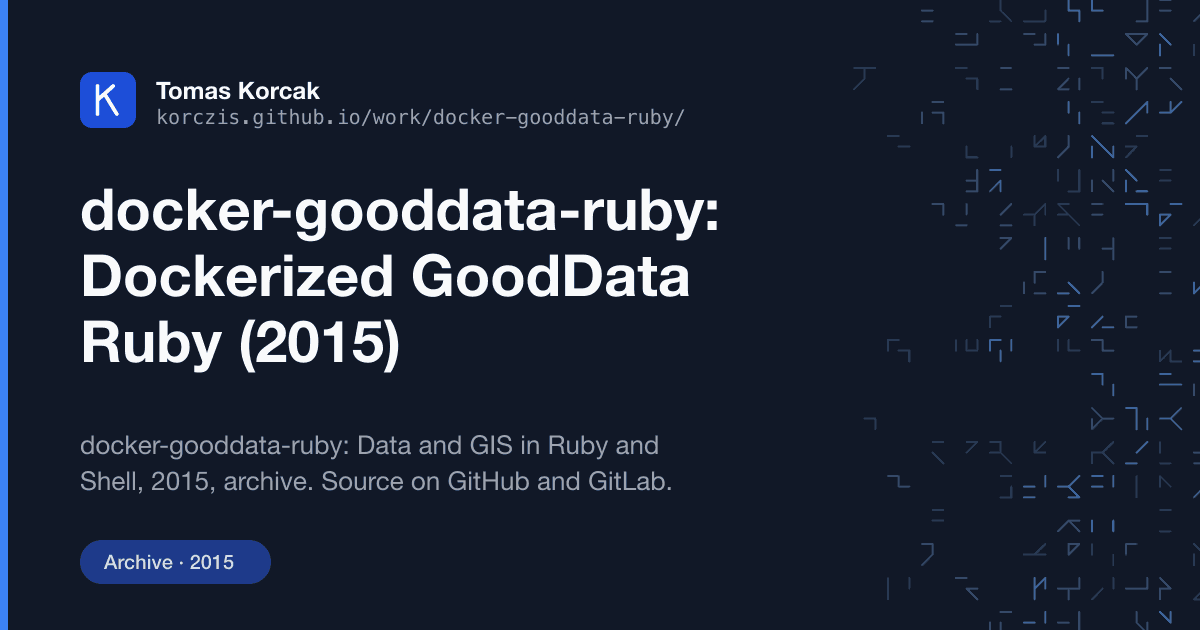 K
Tomas Korcak
korczis.github.io/work/docker-gooddata-ruby/
docker-gooddata-ruby:
Dockerized GoodData
Ruby (2015)
docker-gooddata-ruby: Data and GIS in Ruby and
Shell, 2015, archive. Source on GitHub and GitLab.
Archive · 2015